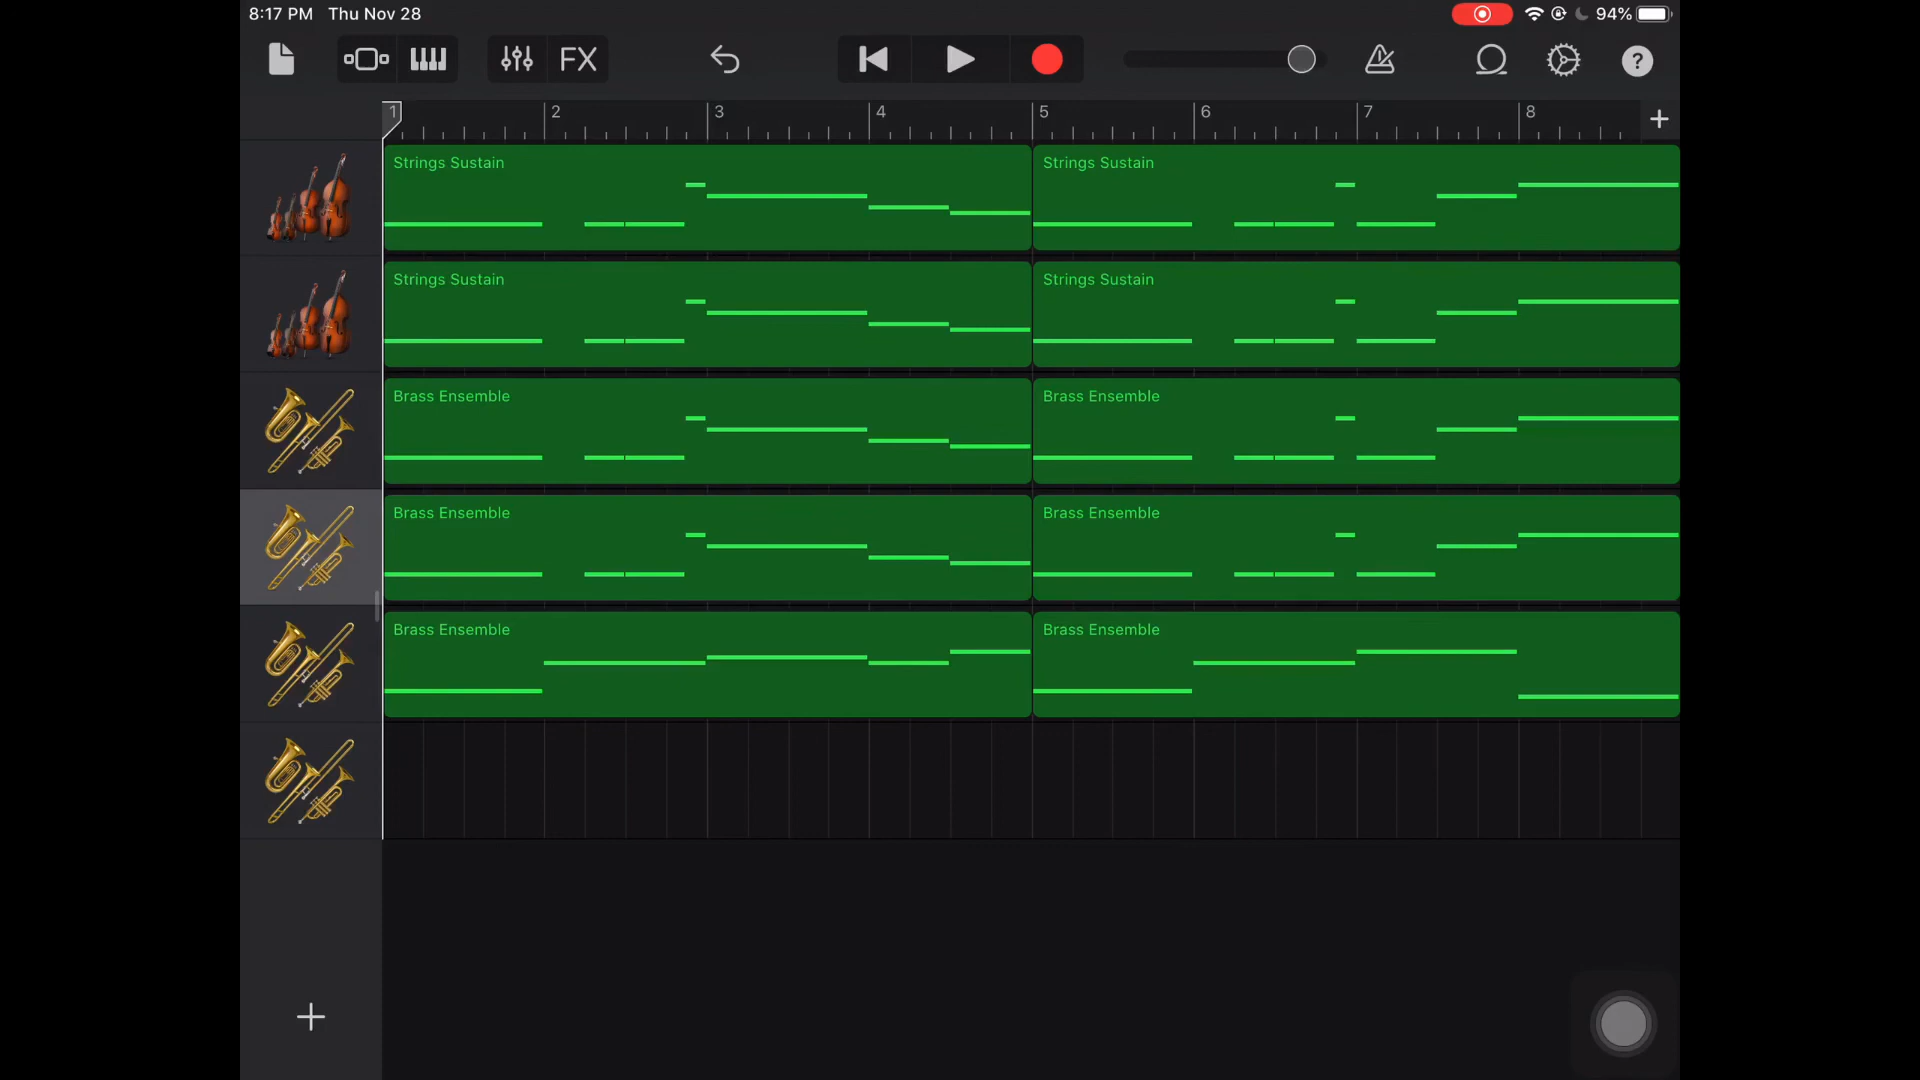 8:17 PM Thu Nov 28 94%
FX ?
1 2 3 4 5 6 7 8 +
Strings Sustain Strings Sustain
Strings Sustain Strings Sustain
Brass Ensemble Brass Ensemble
Brass Ensemble Brass Ensemble
Brass Ensemble Brass Ensemble
+